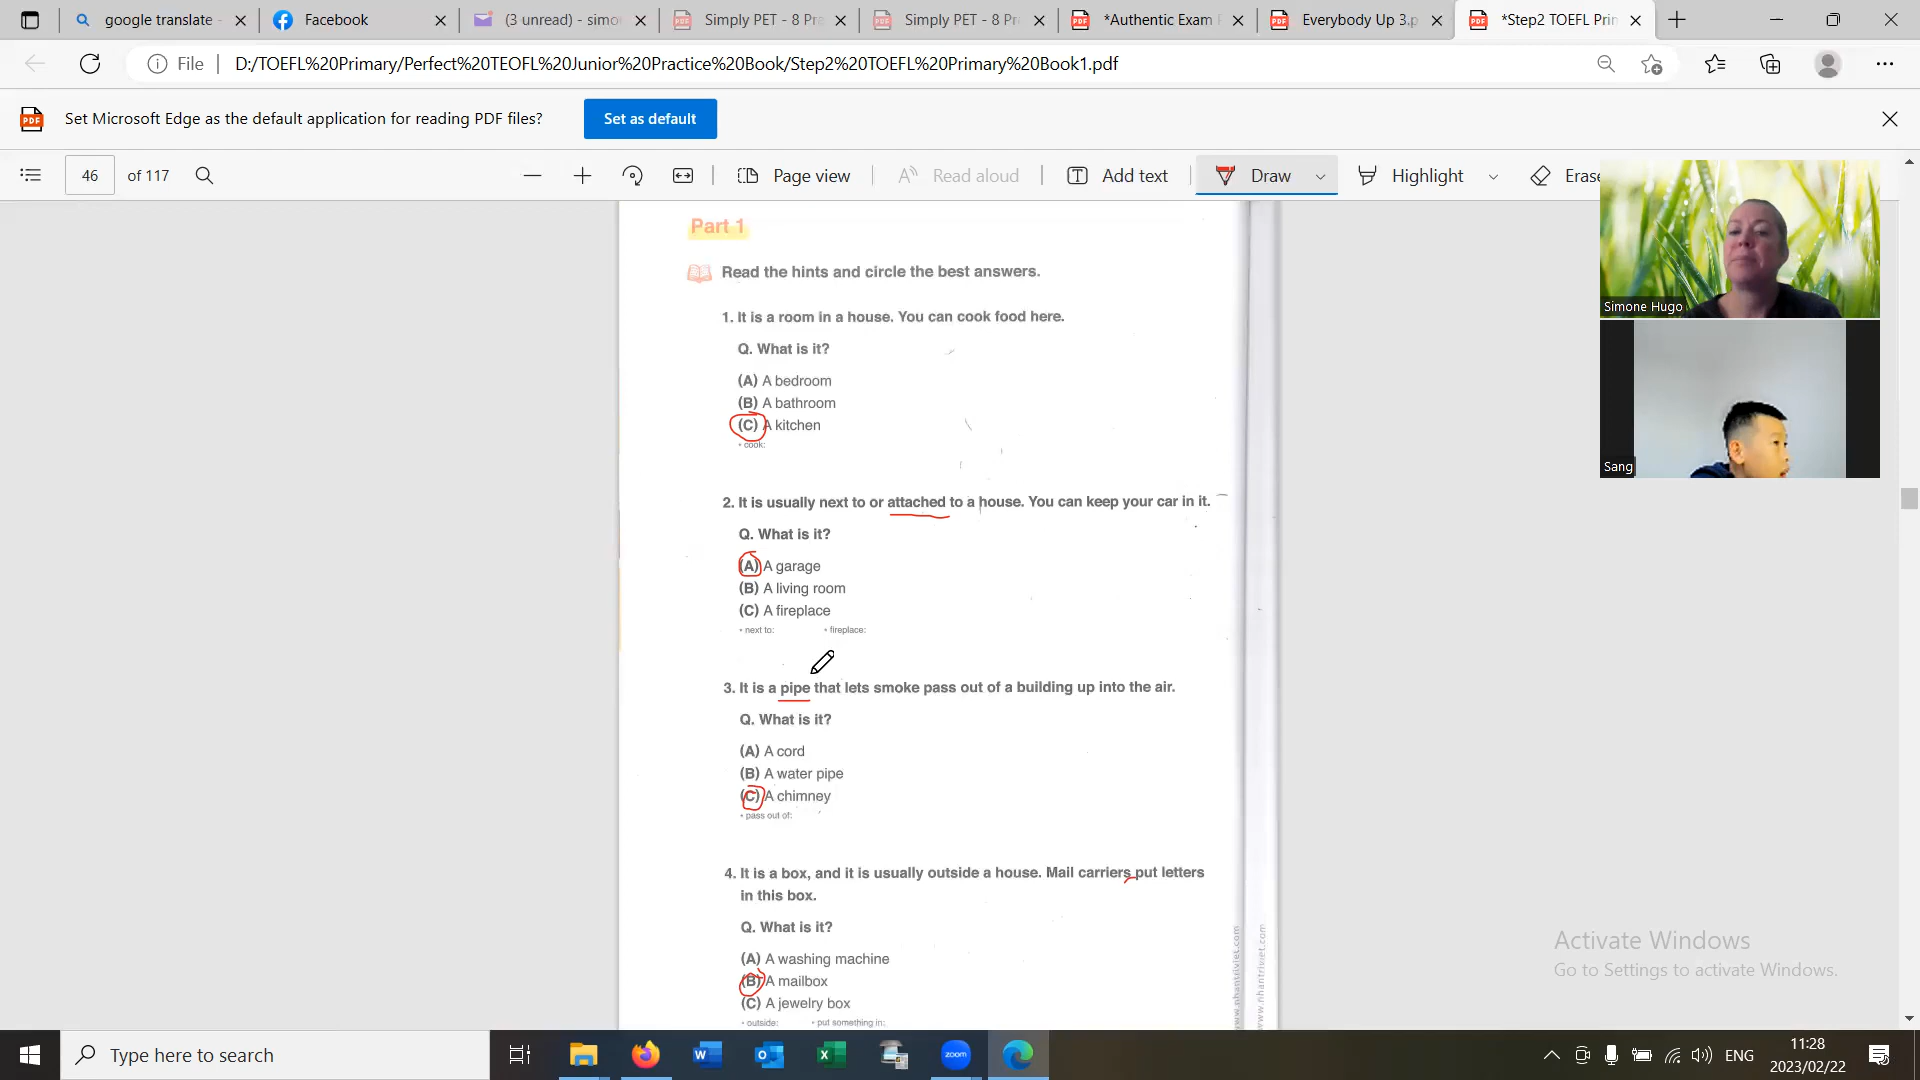 google translate -
Facebook
(3 unread) - simo
Simply PET - 8 Pr
Simply PET - 8 Pr
*Authentic Exam
Everybody Up 3.p
*Step2 TOEFL Prin
File
D:/TOEFL%20Primary/Perfect%20TEOFL%20Junior%20Practice%20Book/Step2%20TOEFL%20Primary%20Book1.pdf
Set Microsoft Edge as the default application for reading PDF files?
Set as default
46 of 117
Page view
Read aloud
Add text
Draw
Highlight
Erase
Part 1
Read the hints and circle the best answers.
1. It is a room in a house. You can cook food here.
Q. What is it?
(A) A bedroom
(B) A bathroom
(C) A kitchen
• cook:
2. It is usually next to or attached to a house. You can keep your car in it.
Q. What is it?
(A) A garage
(B) A living room
(C) A fireplace
• next to: • fireplace:
3. It is a pipe that lets smoke pass out of a building up into the air.
Q. What is it?
(A) A cord
(B) A water pipe
(C) A chimney
• pass out of:
4. It is a box, and it is usually outside a house. Mail carriers put letters
in this box.
Q. What is it?
(A) A washing machine
(B) A mailbox
(C) A jewelry box
• outside: • put something in:
www.nhantriviet.com
www.nhantriviet.com
Simone Hugo
Sang
Activate Windows
Go to Settings to activate Windows.
Type here to search
zoom
ENG
11:28
2023/02/22